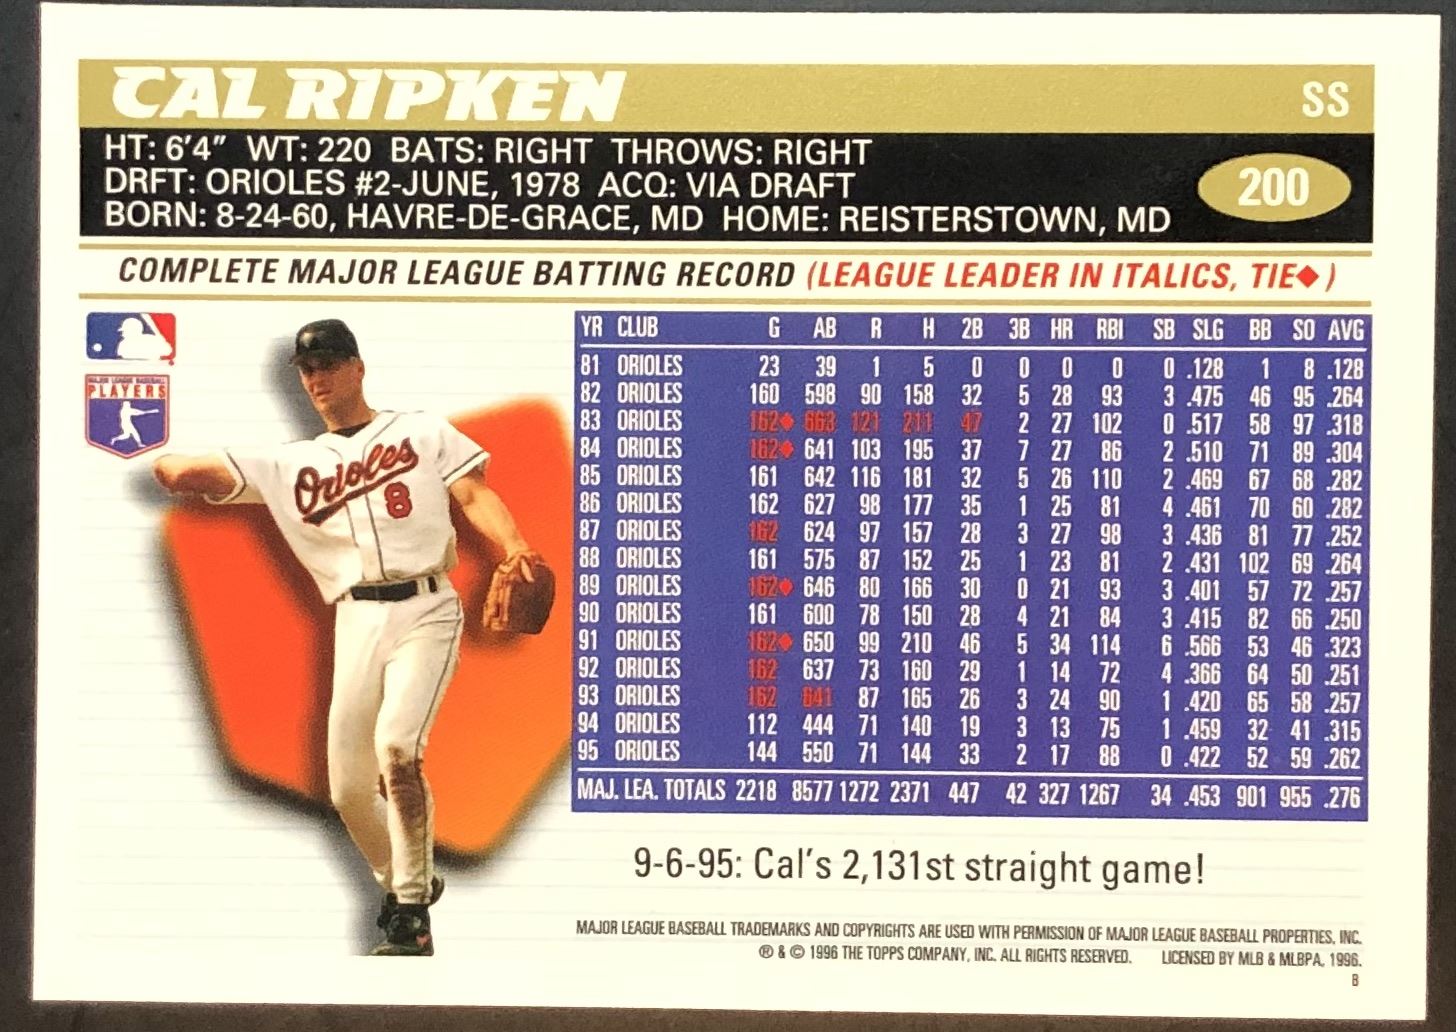 CAL RIPKEN SS
HT: 6'4" WT: 220 BATS: RIGHT THROWS: RIGHT
DRFT: ORIOLES #2-JUNE, 1978 ACQ: VIA DRAFT
BORN: 8-24-60, HAVRE-DE-GRACE, MD HOME: REISTERSTOWN, MD
200
COMPLETE MAJOR LEAGUE BATTING RECORD (LEAGUE LEADER IN ITALICS, TIE♦)
MAJOR LEAGUE BASEBALL
PLAYERS
Orioles
8
YR CLUB G AB R H 2B 3B HR RBI SB SLG BB SO AVG
81 ORIOLES 23 39 1 5 0 0 0 0 0 .128 1 8 .128
82 ORIOLES 160 598 90 158 32 5 28 93 3 .475 46 95 .264
83 ORIOLES 162♦ 663 121 211 47 2 27 102 0 .517 58 97 .318
84 ORIOLES 162♦ 641 103 195 37 7 27 86 2 .510 71 89 .304
85 ORIOLES 161 642 116 181 32 5 26 110 2 .469 67 68 .282
86 ORIOLES 162 627 98 177 35 1 25 81 4 .461 70 60 .282
87 ORIOLES 162 624 97 157 28 3 27 98 3 .436 81 77 .252
88 ORIOLES 161 575 87 152 25 1 23 81 2 .431 102 69 .264
89 ORIOLES 162♦ 646 80 166 30 0 21 93 3 .401 57 72 .257
90 ORIOLES 161 600 78 150 28 4 21 84 3 .415 82 66 .250
91 ORIOLES 162♦ 650 99 210 46 5 34 114 6 .566 53 46 .323
92 ORIOLES 162 637 73 160 29 1 14 72 4 .366 64 50 .251
93 ORIOLES 162 641 87 165 26 3 24 90 1 .420 65 58 .257
94 ORIOLES 112 444 71 140 19 3 13 75 1 .459 32 41 .315
95 ORIOLES 144 550 71 144 33 2 17 88 0 .422 52 59 .262
MAJ. LEA. TOTALS 2218 8577 1272 2371 447 42 327 1267 34 .453 901 955 .276
9-6-95: Cal's 2,131st straight game!
MAJOR LEAGUE BASEBALL TRADEMARKS AND COPYRIGHTS ARE USED WITH PERMISSION OF MAJOR LEAGUE BASEBALL PROPERTIES, INC.
® & © 1996 THE TOPPS COMPANY, INC. ALL RIGHTS RESERVED. LICENSED BY MLB & MLBPA, 1996.
B